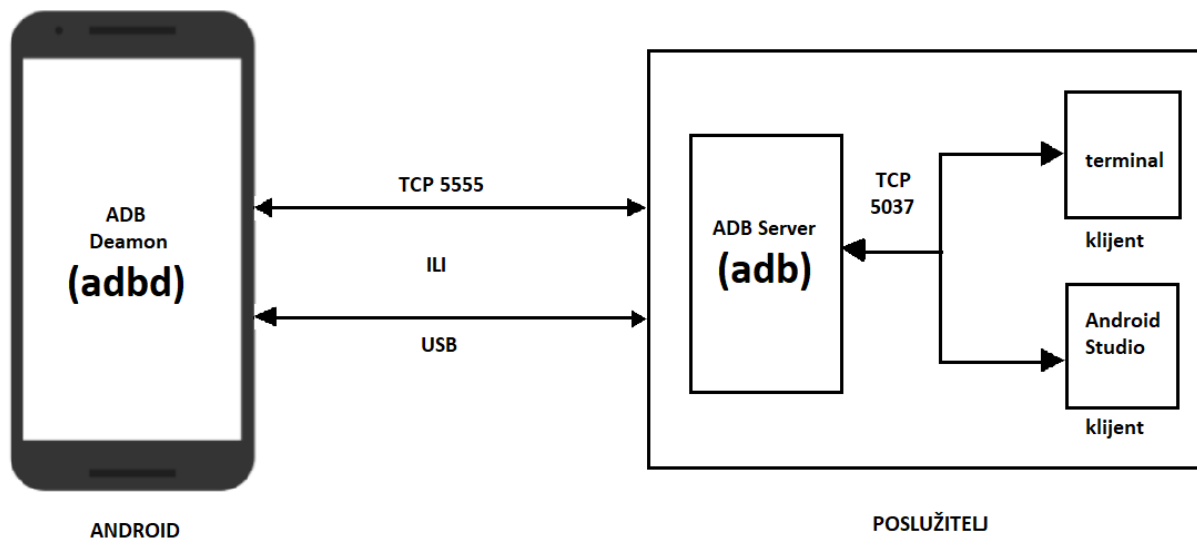 ADB
Deamon
(adbd)
ANDROID
TCP 5555
ILI
USB
ADB Server
(adb)
TCP
5037
terminal
klijent
Android
Studio
klijent
POSLUŽITELJ